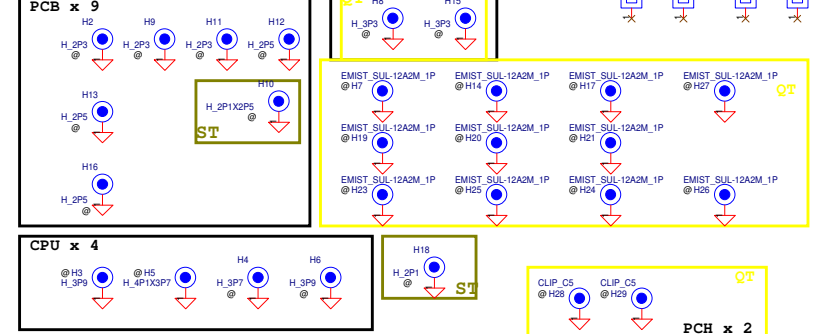 PCB x 9
H2
H_2P3
@
H9
H_2P3
@
H11
H_2P3
@
H12
H_2P5
@
H13
H_2P5
@
H10
H_2P1X2P5
@
ST
H16
H_2P5
@
H8
H_3P3
@
H15
H_3P3
@
EMIST_SUL-12A2M_1P
@ H7
EMIST_SUL-12A2M_1P
@ H14
EMIST_SUL-12A2M_1P
@ H17
EMIST_SUL-12A2M_1P
@ H27
QT
EMIST_SUL-12A2M_1P
@ H19
EMIST_SUL-12A2M_1P
@ H20
EMIST_SUL-12A2M_1P
@ H21
EMIST_SUL-12A2M_1P
@ H23
EMIST_SUL-12A2M_1P
@ H25
EMIST_SUL-12A2M_1P
@ H24
EMIST_SUL-12A2M_1P
@ H26
CPU x 4
@ H3
H_3P9
@ H5
H_4P1X3P7
H4
H_3P7
@
H6
H_3P9
@
H18
H_2P1
@
ST
QT
CLIP_C5
@ H28
CLIP_C5
@ H29
PCH x 2